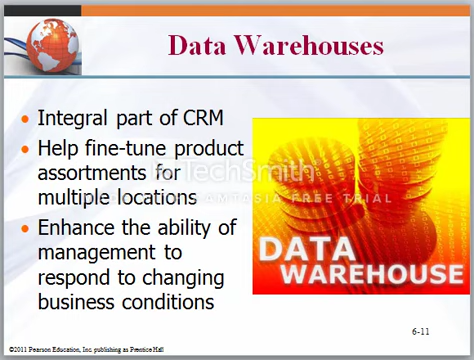 Data Warehouses
• Integral part of CRM
• Help fine-tune product
assortments for
multiple locations
• Enhance the ability of
management to
respond to changing
business conditions
TechSmith
CAMTASIA FREE TRIAL
DATA
WAREHOUSE
6-11
©2011 Pearson Education, Inc. publishing as Prentice Hall